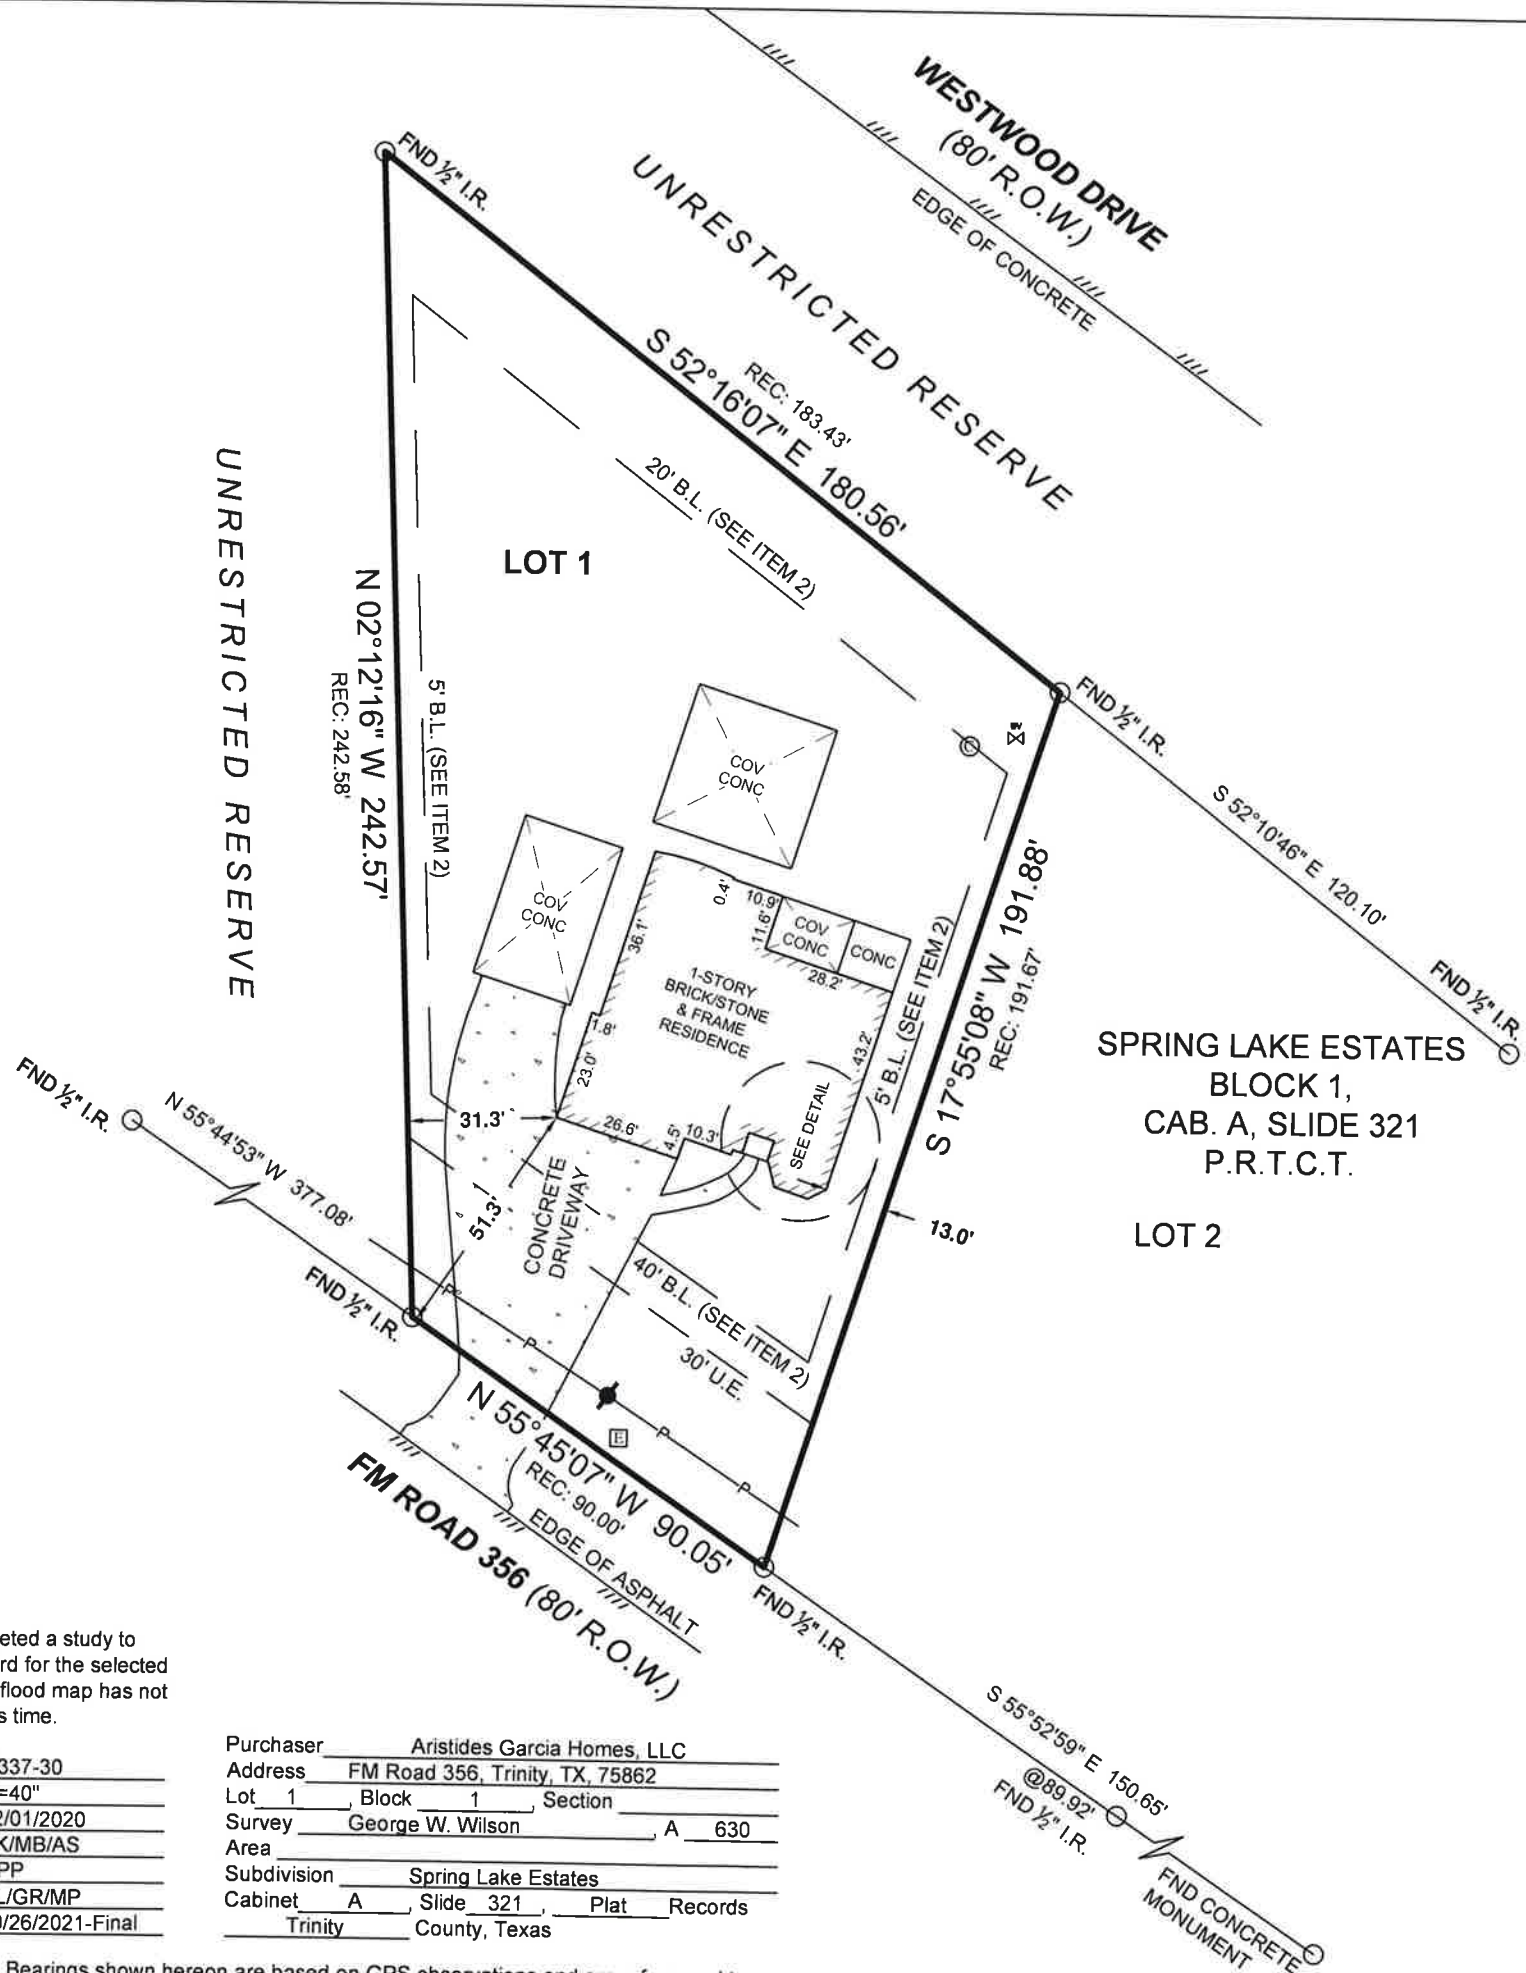 WESTWOOD DRIVE
(80' R.O.W.)
EDGE OF CONCRETE
FND ½" I.R.
UNRESTRICTED RESERVE
S 52°16'07" E 180.56'
REC: 183.43'
20' B.L. (SEE ITEM 2)
LOT 1
UNRESTRICTED RESERVE
N 02°12'16" W 242.57'
REC: 242.58'
5' B.L. (SEE ITEM 2)
FND ½" I.R.
S 52°10'46" E 120.10'
FND ½" I.R.
COV
CONC
COV
CONC
0.4'
10.9'
11.6'
COV
CONC
CONC
28.2'
36.1'
1-STORY
BRICK/STONE
& FRAME
RESIDENCE
1.8'
23.0'
43.2'
5' B.L. (SEE ITEM 2)
S 17°55'08" W 191.88'
REC: 191.67'
SPRING LAKE ESTATES
BLOCK 1,
CAB. A, SLIDE 321
P.R.T.C.T.
LOT 2
31.3'
26.6'
4.5'
10.3'
SEE DETAIL
13.0'
51.3'
CONCRETE
DRIVEWAY
FND ½" I.R.
N 55°44'53" W 377.08'
FND ½" I.R.
P
P
P
P
E
40' B.L. (SEE ITEM 2)
30' U.E.
N 55°45'07" W 90.05'
REC: 90.00'
EDGE OF ASPHALT
FM ROAD 356 (80' R.O.W.)
FND ½" I.R.
S 55°52'59" E 150.65'
@89.92'
FND ½" I.R.
FND CONCRETE
MONUMENT
eted a study to
rd for the selected
flood map has not
s time.
337-30
=40"
2/01/2020
K/MB/AS
PP
L/GR/MP
/26/2021-Final
Purchaser Aristides Garcia Homes, LLC
Address FM Road 356, Trinity, TX, 75862
Lot 1 , Block 1 , Section
Survey George W. Wilson , A 630
Area
Subdivision Spring Lake Estates
Cabinet A , Slide 321 , Plat Records
Trinity County, Texas